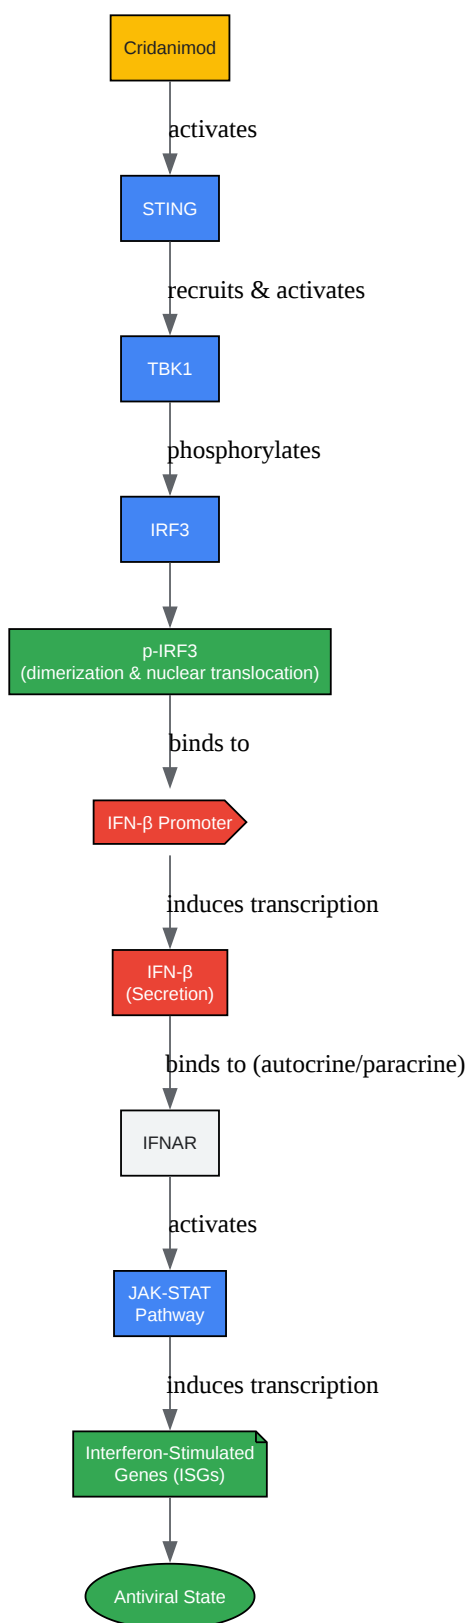 Cridanimod
activates
STING
recruits & activates
TBK1
phosphorylates
IRF3
p-IRF3
(dimerization & nuclear translocation)
binds to
IFN-β Promoter
induces transcription
IFN-β
(Secretion)
binds to (autocrine/paracrine)
IFNAR
activates
JAK-STAT
Pathway
induces transcription
Interferon-Stimulated
Genes (ISGs)
Antiviral State